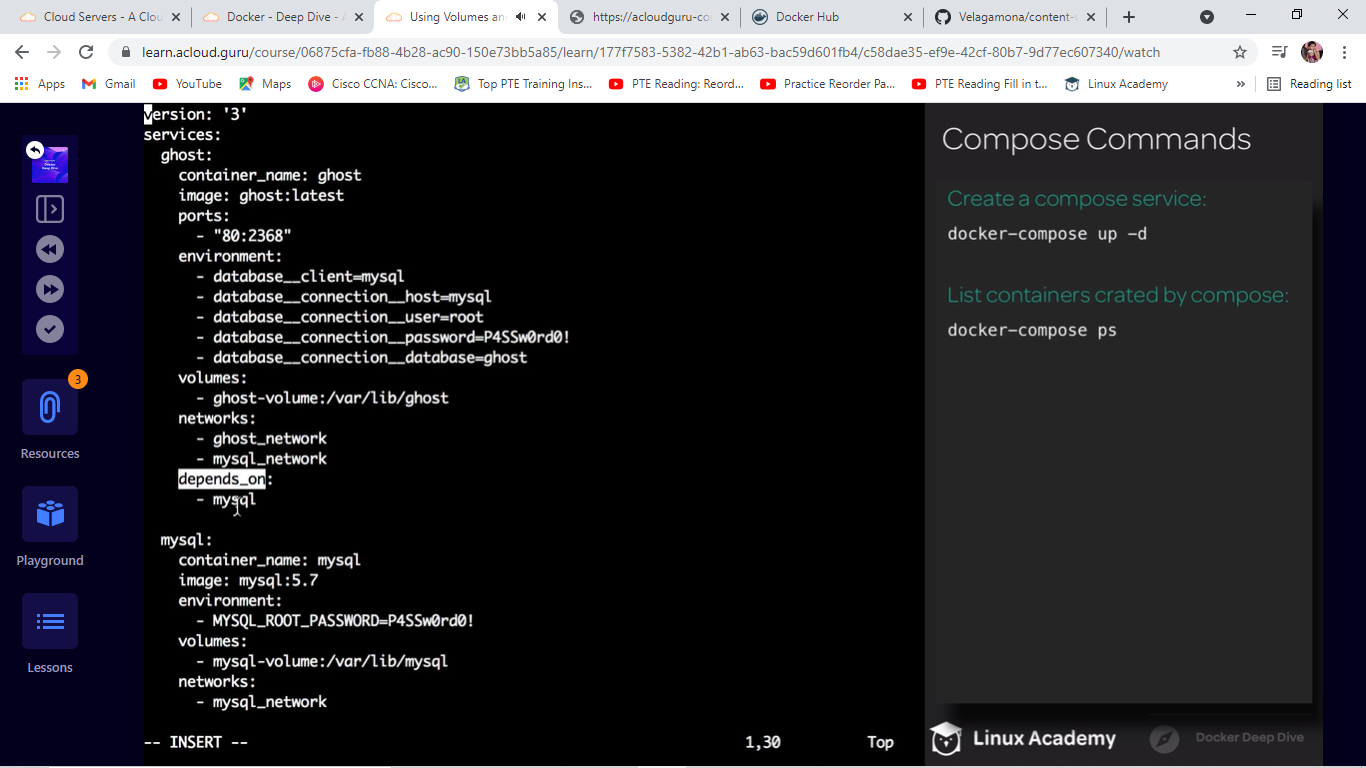 Cloud Servers - A Clou
Docker - Deep Dive - A
Using Volumes an
https://acloudguru-co
Docker Hub
Velagamona/content-
learn.acloud.guru/course/06875cfa-fb88-4b28-ac90-150e73bb5a85/learn/177f7583-5382-42b1-ab63-bac59d601fb4/c58dae35-ef9e-42cf-80b7-9d77ec607340/watch
Apps
Gmail
YouTube
Maps
Cisco CCNA: Cisco...
Top PTE Training Ins...
PTE Reading: Reord...
Practice Reorder Pa...
PTE Reading Fill in t...
Linux Academy
»
Reading list
Docker
Deep Dive
3
Resources
Playground
Lessons
version: '3'
services:
ghost:
container_name: ghost
image: ghost:latest
ports:
- "80:2368"
environment:
- database__client=mysql
- database__connection__host=mysql
- database__connection__user=root
- database__connection__password=P4SSw0rd0!
- database__connection__database=ghost
volumes:
- ghost-volume:/var/lib/ghost
networks:
- ghost_network
- mysql_network
depends_on:
- mysql
mysql:
container_name: mysql
image: mysql:5.7
environment:
- MYSQL_ROOT_PASSWORD=P4SSw0rd0!
volumes:
- mysql-volume:/var/lib/mysql
networks:
- mysql_network
-- INSERT --
1,30
Top
Compose Commands
Create a compose service:
docker-compose up -d
List containers crated by compose:
docker-compose ps
Linux Academy
Docker Deep Dive